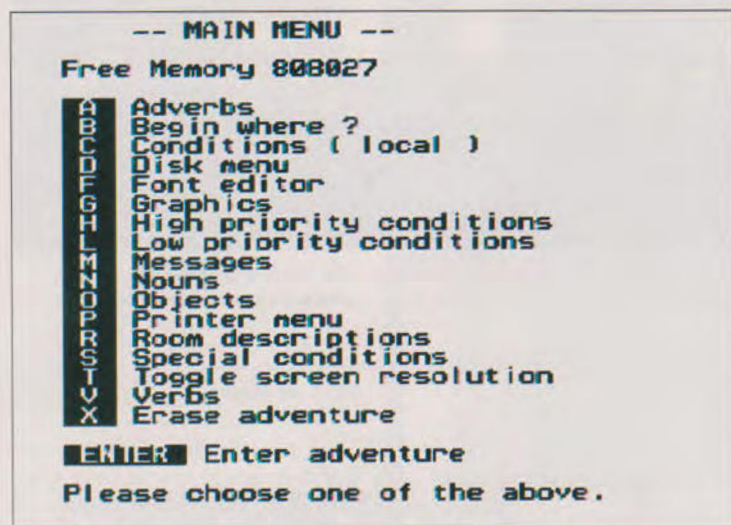 -- MAIN MENU --
Free Memory 808027
A Adverbs
B Begin where ?
C Conditions ( local )
D Disk menu
F Font editor
G Graphics
H High priority conditions
L Low priority conditions
M Messages
N Nouns
O Objects
P Printer menu
R Room descriptions
S Special conditions
T Toggle screen resolution
V Verbs
X Erase adventure
ENTER Enter adventure
Please choose one of the above.